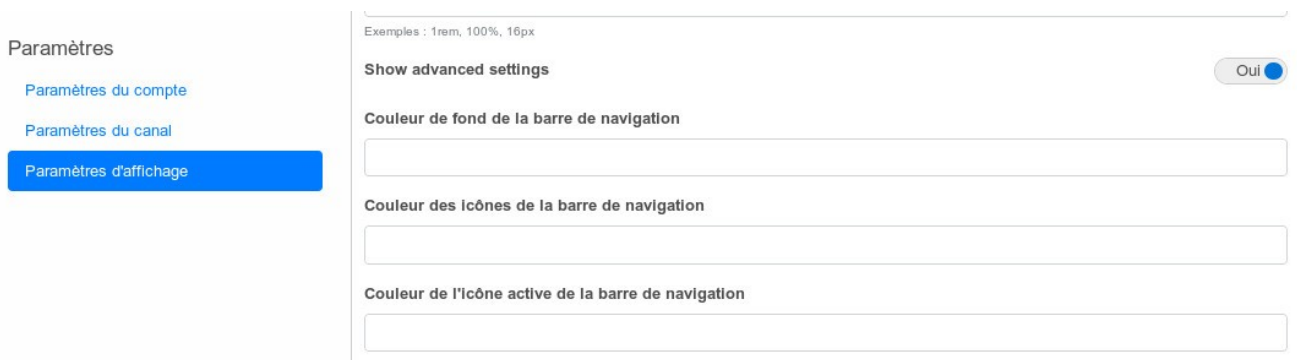 Paramètres
Paramètres du compte
Paramètres du canal
Paramètres d'affichage
Exemples : 1rem, 100%, 16px
Show advanced settings
Oui
Couleur de fond de la barre de navigation
Couleur des icônes de la barre de navigation
Couleur de l'icône active de la barre de navigation